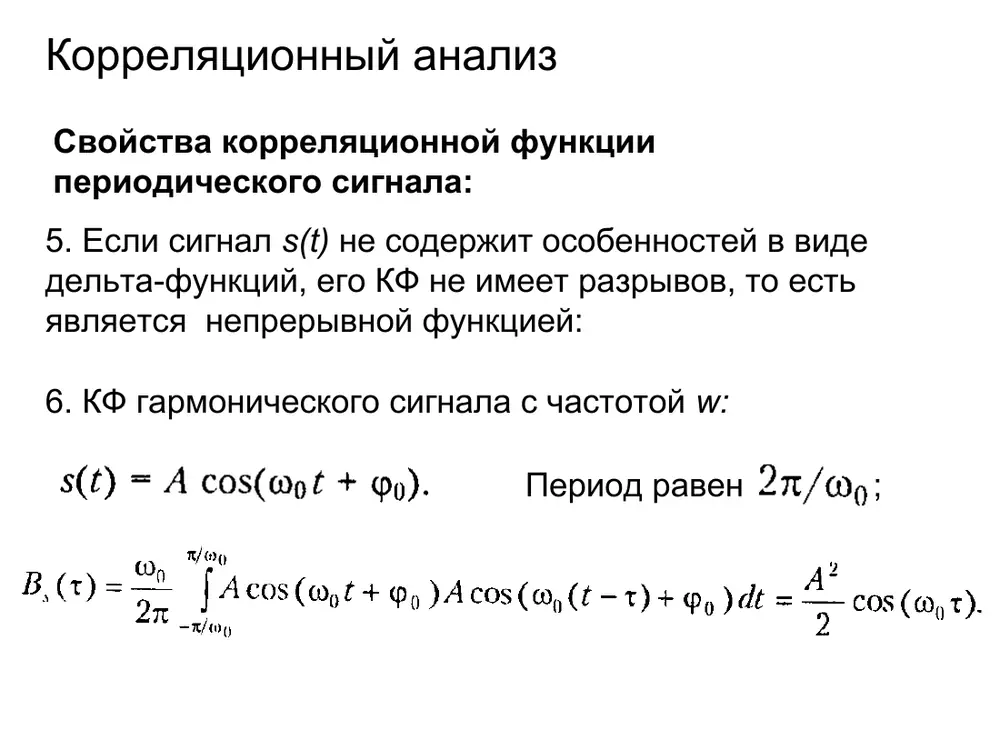 Корреляционный анализ
Свойства корреляционной функции
периодического сигнала:
5. Если сигнал s(t) не содержит особенностей в виде
дельта-функций, его КФ не имеет разрывов, то есть
является непрерывной функцией:
6. КФ гармонического сигнала с частотой w:
s(t) = A cos(ω₀t + φ₀). Период равен 2π/ω₀;
Bₛ(τ) = ω₀/2π ∫_{-π/ω₀}^{π/ω₀} A cos(ω₀t + φ₀)A cos(ω₀(t − τ) + φ₀)dt = A²/2 cos(ω₀τ).